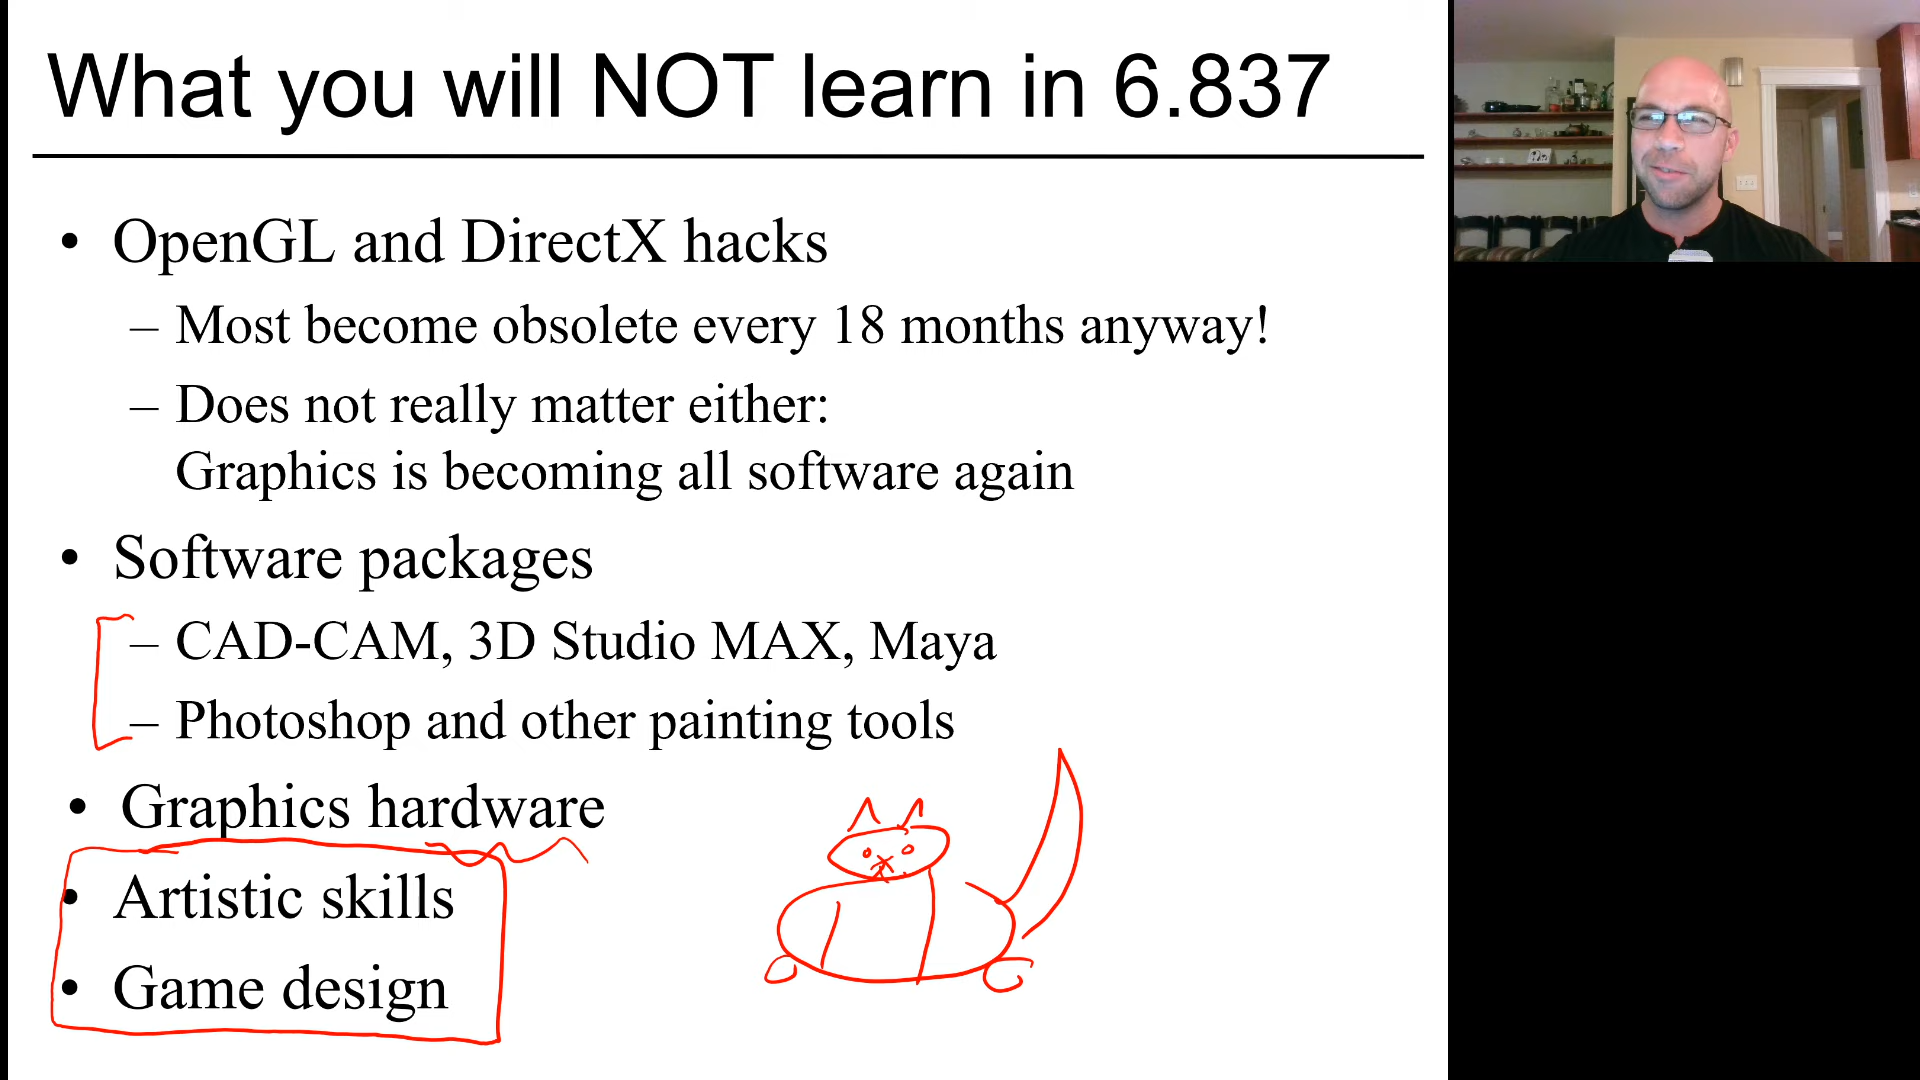 What you will NOT learn in 6.837
• OpenGL and DirectX hacks
– Most become obsolete every 18 months anyway!
– Does not really matter either:
Graphics is becoming all software again
• Software packages
– CAD-CAM, 3D Studio MAX, Maya
– Photoshop and other painting tools
• Graphics hardware
• Artistic skills
• Game design